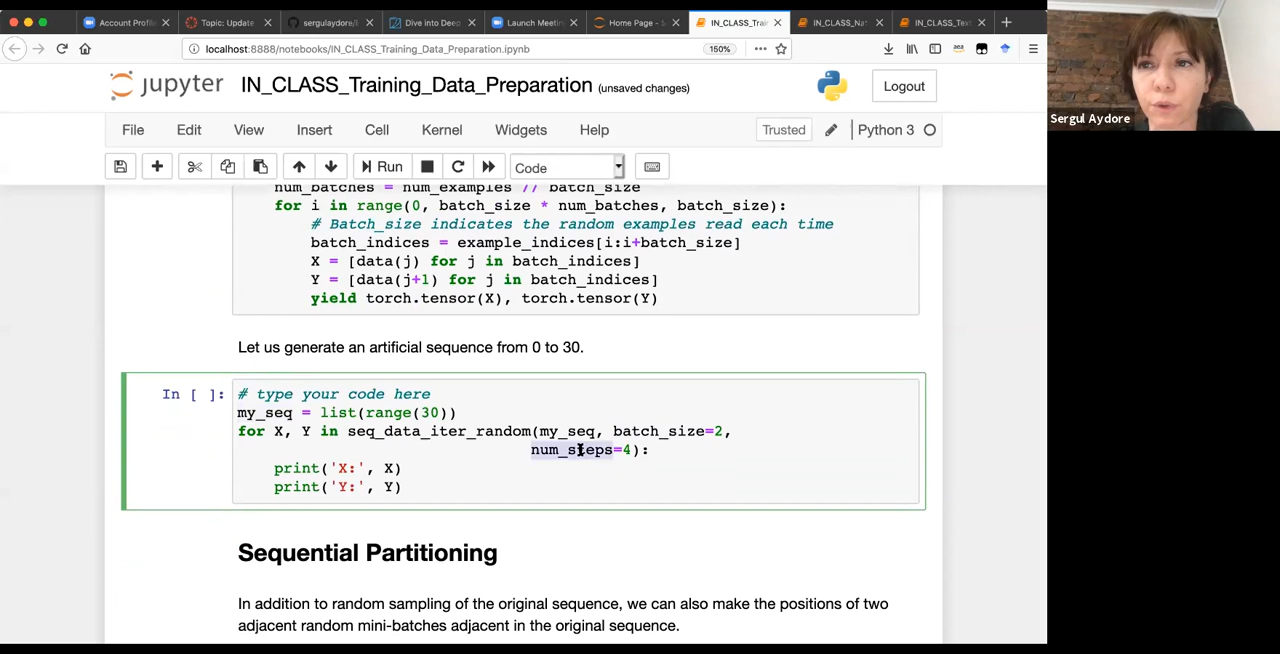 Account Profil
Topic: Update
sergulaydore/i
Dive into Deep
Launch Meetin
Home Page - S
IN_CLASS_Trai
IN_CLASS_Na
IN_CLASS_Text
localhost:8888/notebooks/IN_CLASS_Training_Data_Preparation.ipynb
150%
jupyter IN_CLASS_Training_Data_Preparation (unsaved changes)
Logout
Sergul Aydore
File Edit View Insert Cell Kernel Widgets Help
Trusted
Python 3
Run
Code
num_batches = num_examples // batch_size
for i in range(0, batch_size * num_batches, batch_size):
# Batch_size indicates the random examples read each time
batch_indices = example_indices[i:i+batch_size]
X = [data(j) for j in batch_indices]
Y = [data(j+1) for j in batch_indices]
yield torch.tensor(X), torch.tensor(Y)
Let us generate an artificial sequence from 0 to 30.
In [ ]: # type your code here
my_seq = list(range(30))
for X, Y in seq_data_iter_random(my_seq, batch_size=2,
num_steps=4):
print('X:', X)
print('Y:', Y)
Sequential Partitioning
In addition to random sampling of the original sequence, we can also make the positions of two
adjacent random mini-batches adjacent in the original sequence.